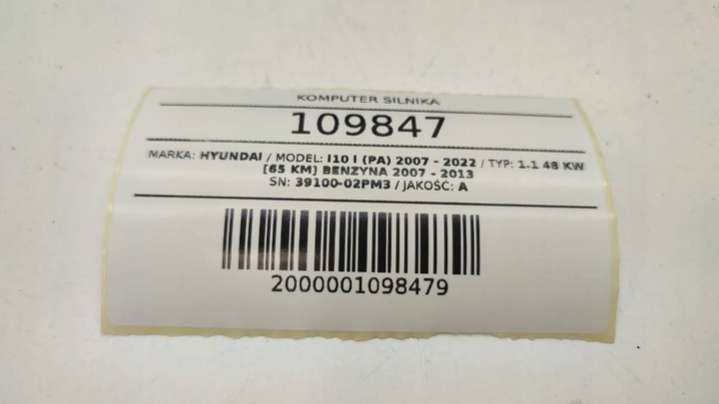 KOMPUTER SILNIKA
109847
MARKA: HYUNDAI / MODEL: I10 I (PA) 2007 - 2022 / TYP: 1.1 48 KW
[65 KM] BENZYNA 2007 - 2013
SN: 39100-02PM3 / JAKOŚĆ: A
2000001098479